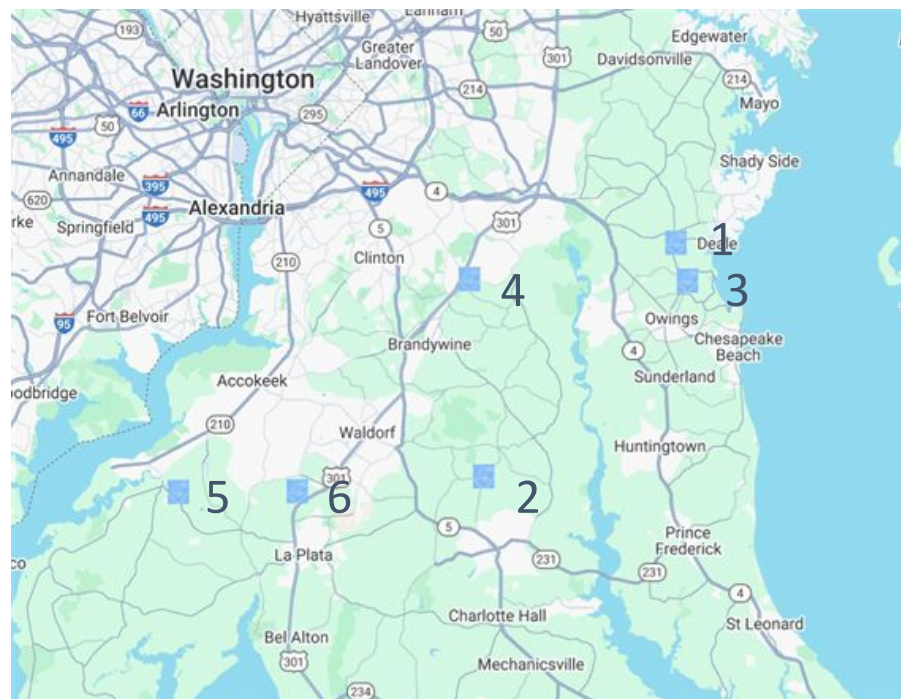 Hyattsville
Lanham
193
50
Edgewater
Greater
Landover
301
Davidsonville
Washington
214
214
66
Arlington
295
Mayo
50
495
Annandale
395
495
4
Shady Side
620
Alexandria
301
rke
Springfield
495
5
1
Deale
210
Clinton
4
3
95
Fort Belvoir
Owings
Brandywine
Chesapeake
Beach
4
Accokeek
Sunderland
oodbridge
210
Waldorf
Huntingtown
301
5
6
2
5
Prince
Frederick
La Plata
231
231
co
4
Charlotte Hall
St Leonard
Bel Alton
301
Mechanicsville
234